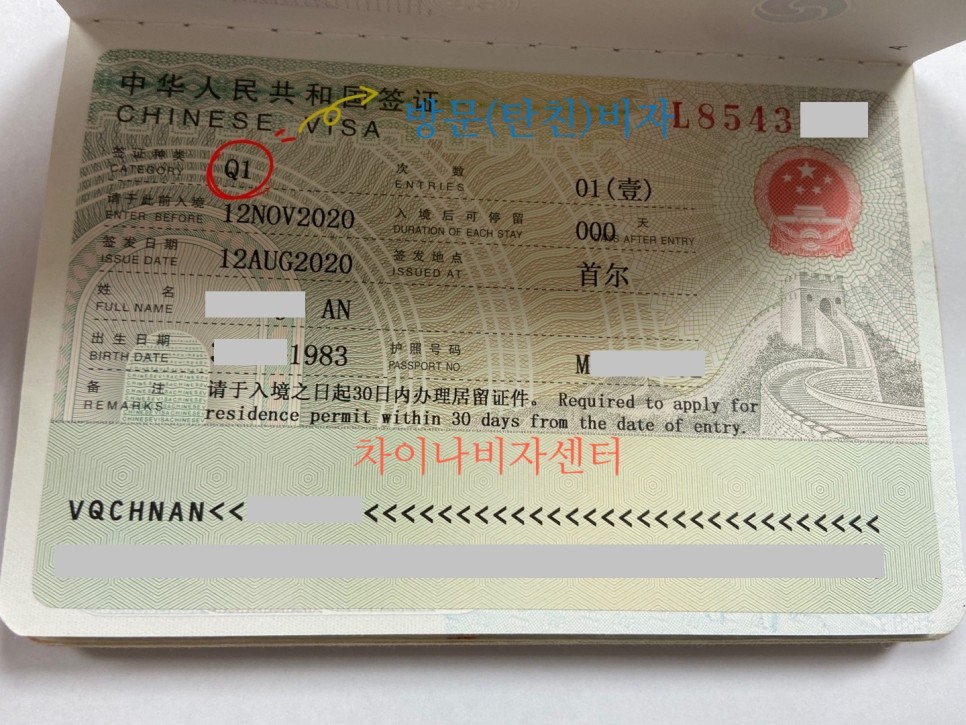 中华人民共和国签证
CHINESE VISA
방문(탄친)비자
L8543
签证种类
CATEGORY
Q1
次 数
ENTRIES
01(壹)
请于此前入境
ENTER BEFORE
12NOV2020
入境后可停留
DURATION OF EACH STAY
000
天
AFTER ENTRY
签发日期
ISSUE DATE
12AUG2020
签发地点
ISSUED AT
首尔
姓 名
FULL NAME
AN
出生日期
BIRTH DATE
1983
护照号码
PASSPORT NO.
M
备 注
REMARKS
请于入境之日起30日内办理居留证件。 Required to apply for
residence permit within 30 days from the date of entry.
차이나비자센터
VQCHNAN<<
<<<<<<<<<<<<<<<<<<<<<<<<<<<<